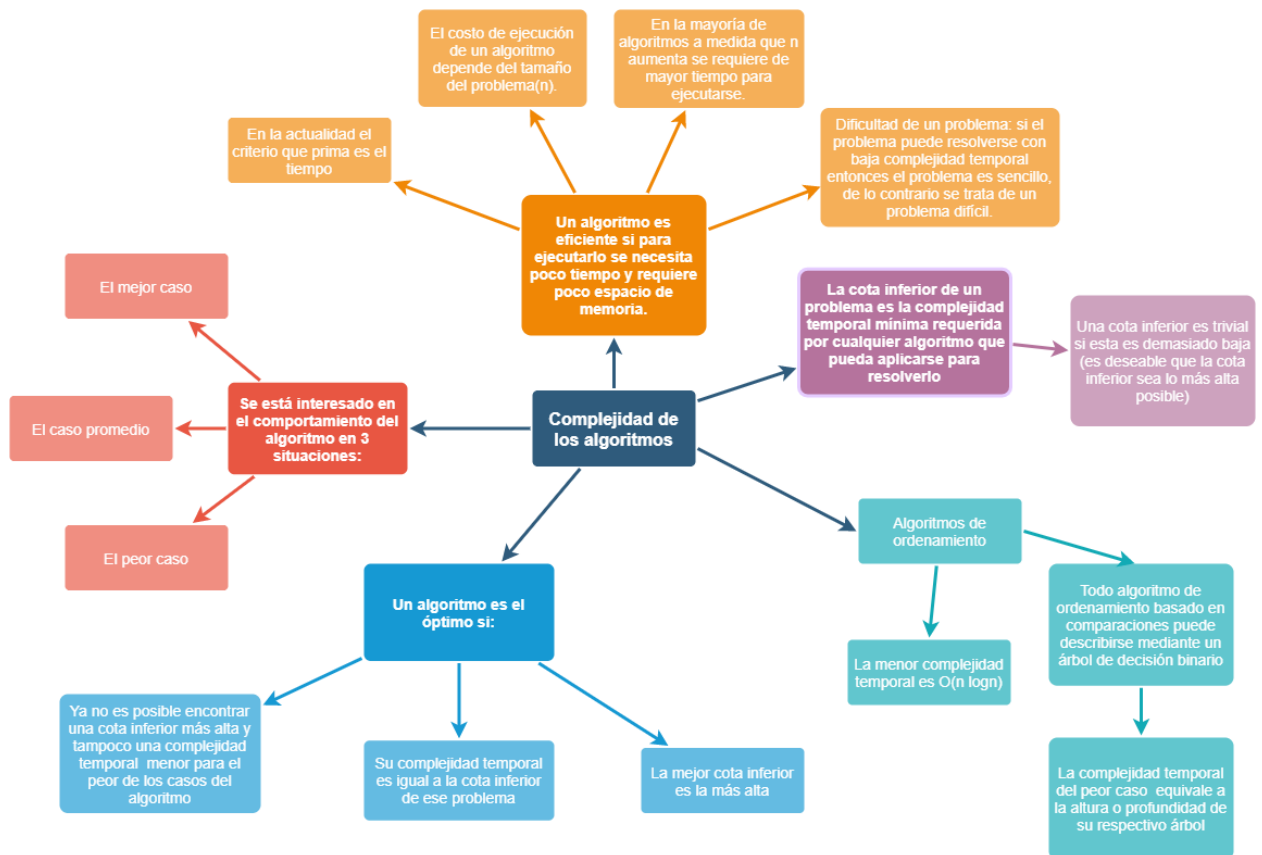 El costo de ejecución
de un algoritmo
depende del tamaño
del problema(n).
En la mayoría de
algoritmos a medida que n
aumenta se requiere de
mayor tiempo para
ejecutarse.
En la actualidad el
criterio que prima es el
tiempo
Dificultad de un problema: si el
problema puede resolverse con
baja complejidad temporal
entonces el problema es sencillo,
de lo contrario se trata de un
problema difícil.
Un algoritmo es
eficiente si para
ejecutarlo se necesita
poco tiempo y requiere
poco espacio de
memoria.
El mejor caso
La cota inferior de un
problema es la complejidad
temporal mínima requerida
por cualquier algoritmo que
pueda aplicarse para
resolverlo
Una cota inferior es trivial
si esta es demasiado baja
(es deseable que la cota
inferior sea lo más alta
posible)
El caso promedio
Se está interesado en
el comportamiento del
algoritmo en 3
situaciones:
Complejidad de
los algoritmos
El peor caso
Algoritmos de
ordenamiento
Un algoritmo es el
óptimo si:
Todo algoritmo de
ordenamiento basado en
comparaciones puede
describirse mediante un
árbol de decisión binario
La menor complejidad
temporal es O(n logn)
Ya no es posible encontrar
una cota inferior más alta y
tampoco una complejidad
temporal menor para el
peor de los casos del
algoritmo
Su complejidad temporal
es igual a la cota inferior
de ese problema
La mejor cota inferior
es la más alta
La complejidad temporal
del peor caso equivale a
la altura o profundidad de
su respectivo árbol